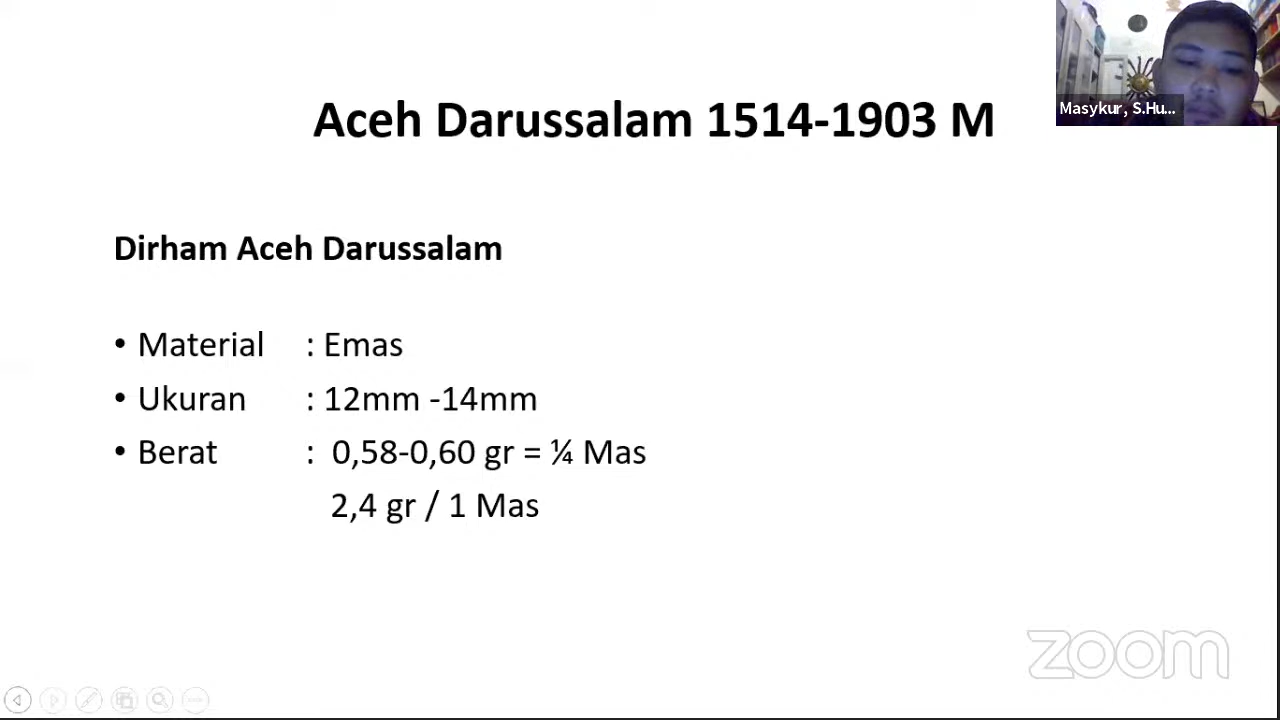 Masykur, S.Hu...
Aceh Darussalam 1514-1903 M
Dirham Aceh Darussalam
• Material : Emas
• Ukuran : 12mm -14mm
• Berat : 0,58-0,60 gr = ¼ Mas
2,4 gr / 1 Mas
zoom